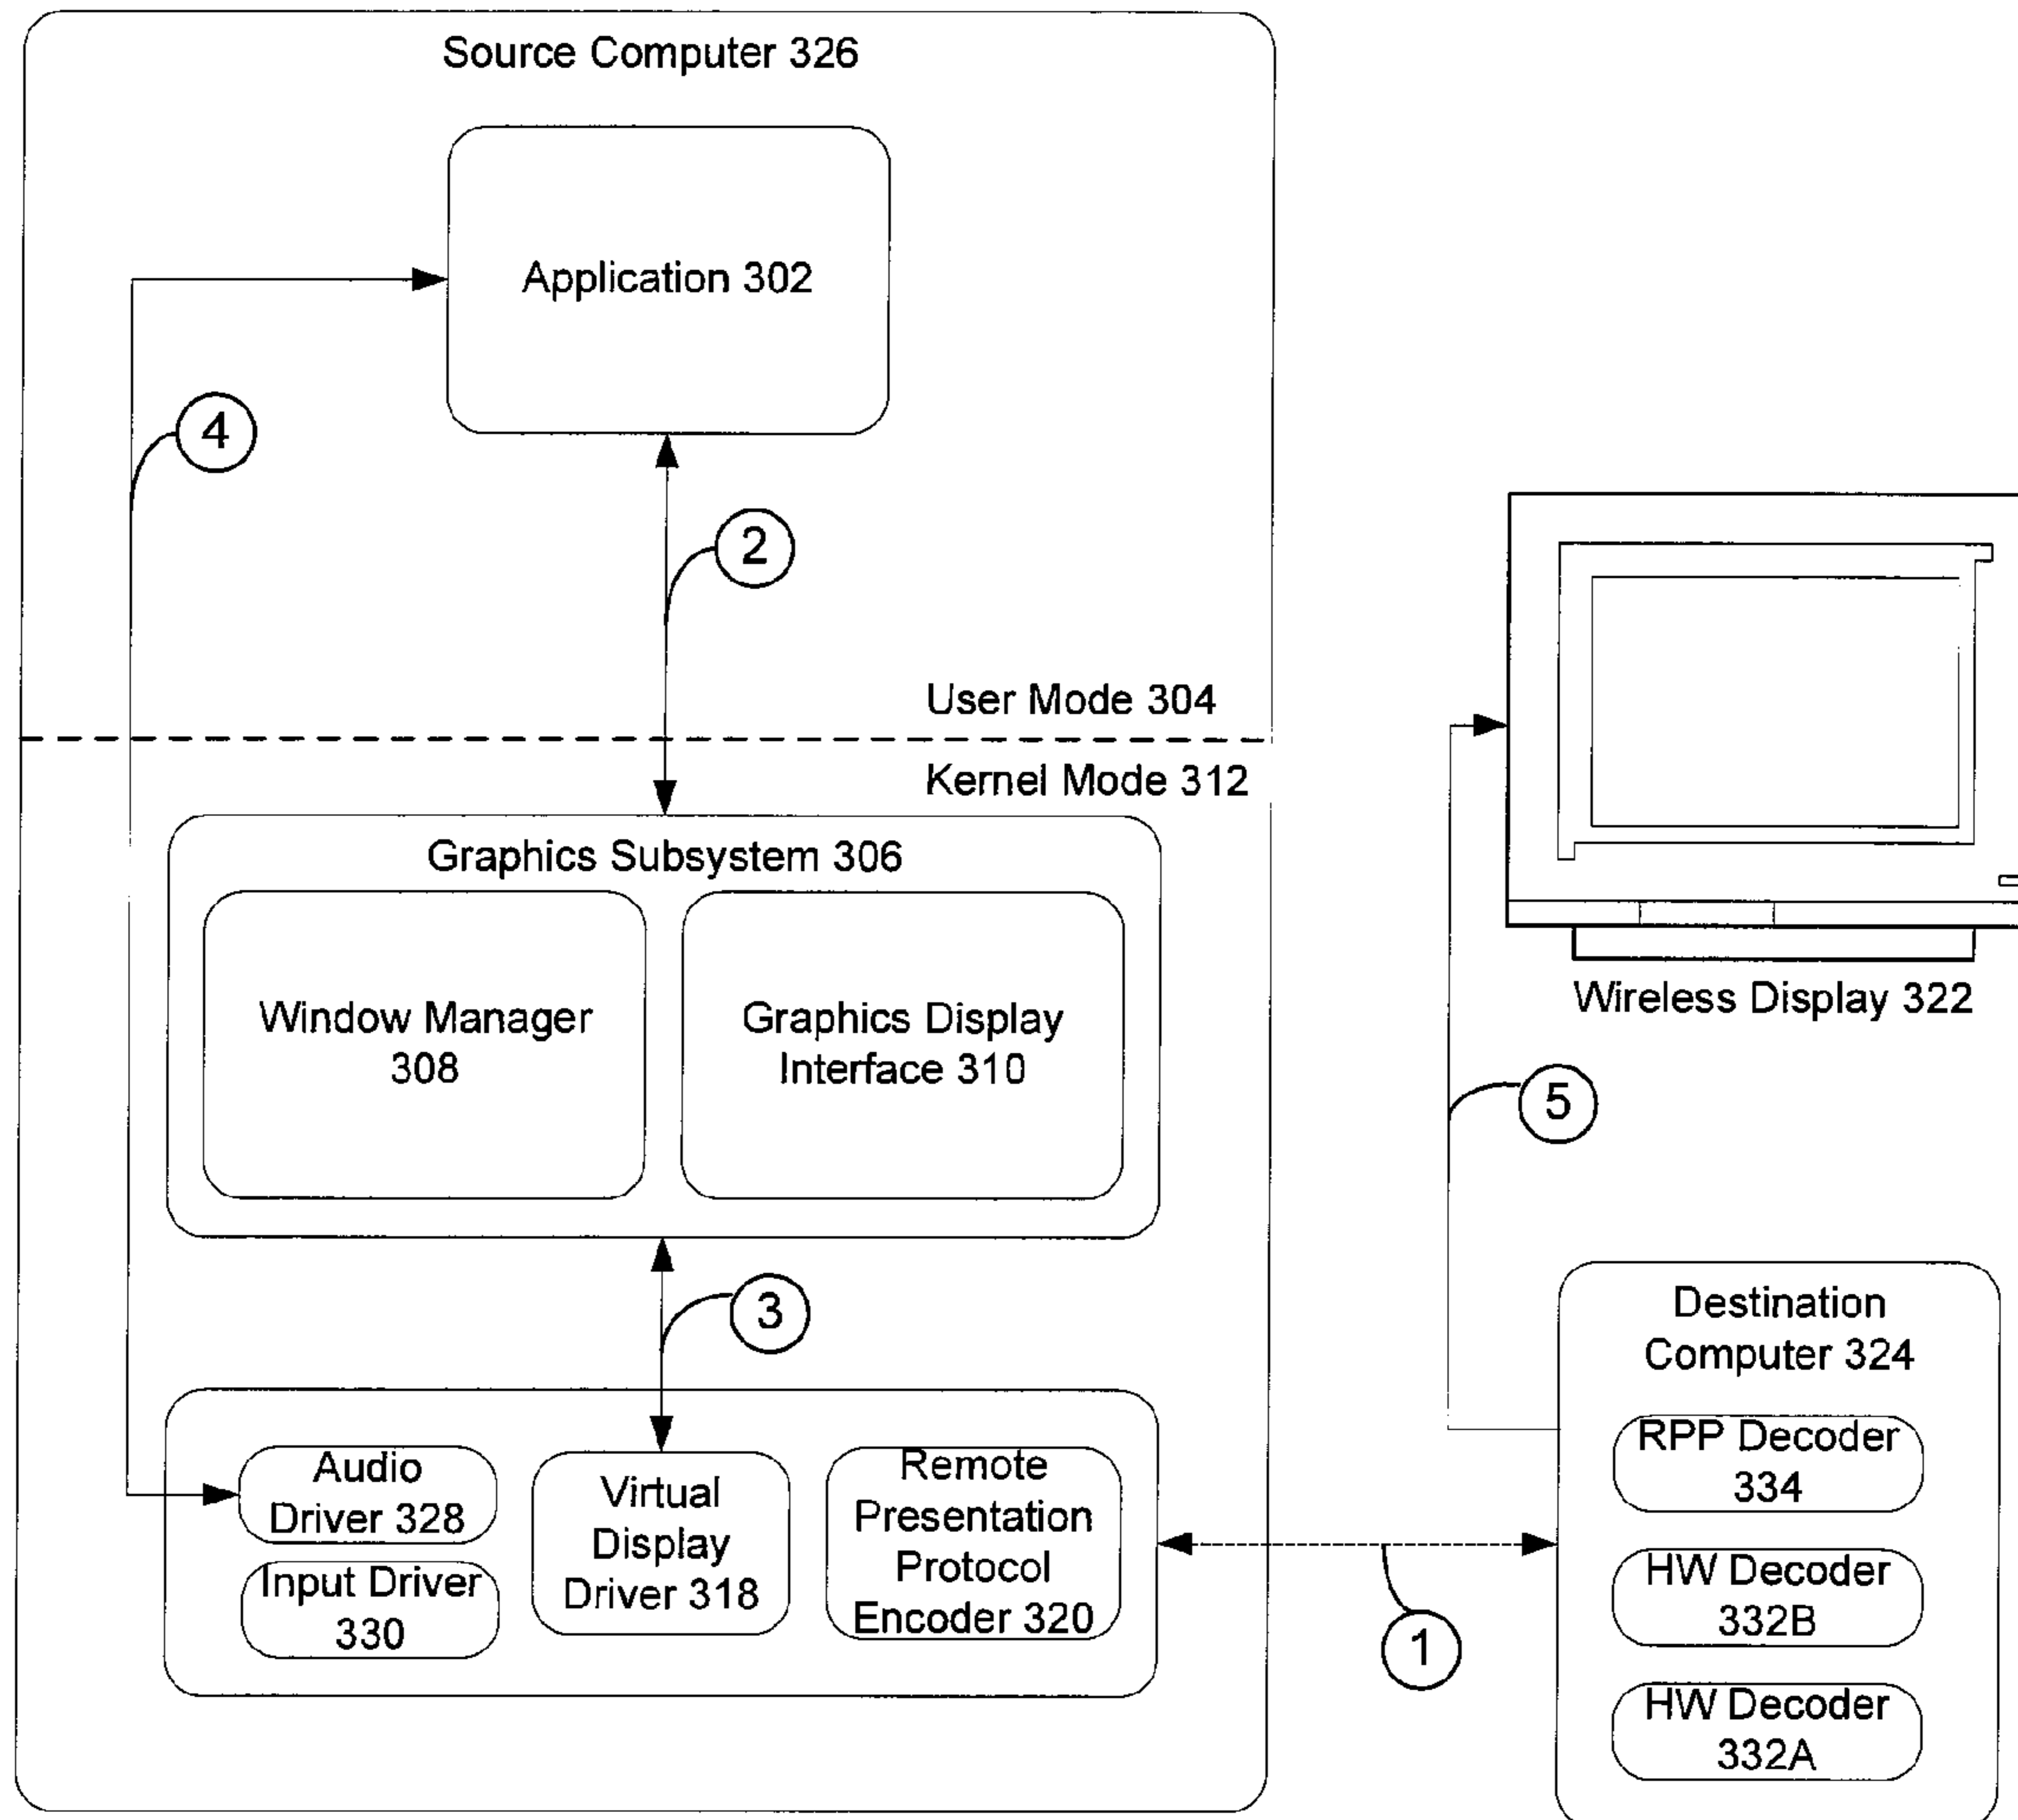 Source Computer 326
Application 302
4
2
User Mode 304
Kernel Mode 312
Graphics Subsystem 306
Window Manager
308
Graphics Display
Interface 310
Wireless Display 322
5
3
Destination
Computer 324
Audio
Driver 328
Input Driver
330
Virtual
Display
Driver 318
Remote
Presentation
Protocol
Encoder 320
1
RPP Decoder
334
HW Decoder
332B
HW Decoder
332A